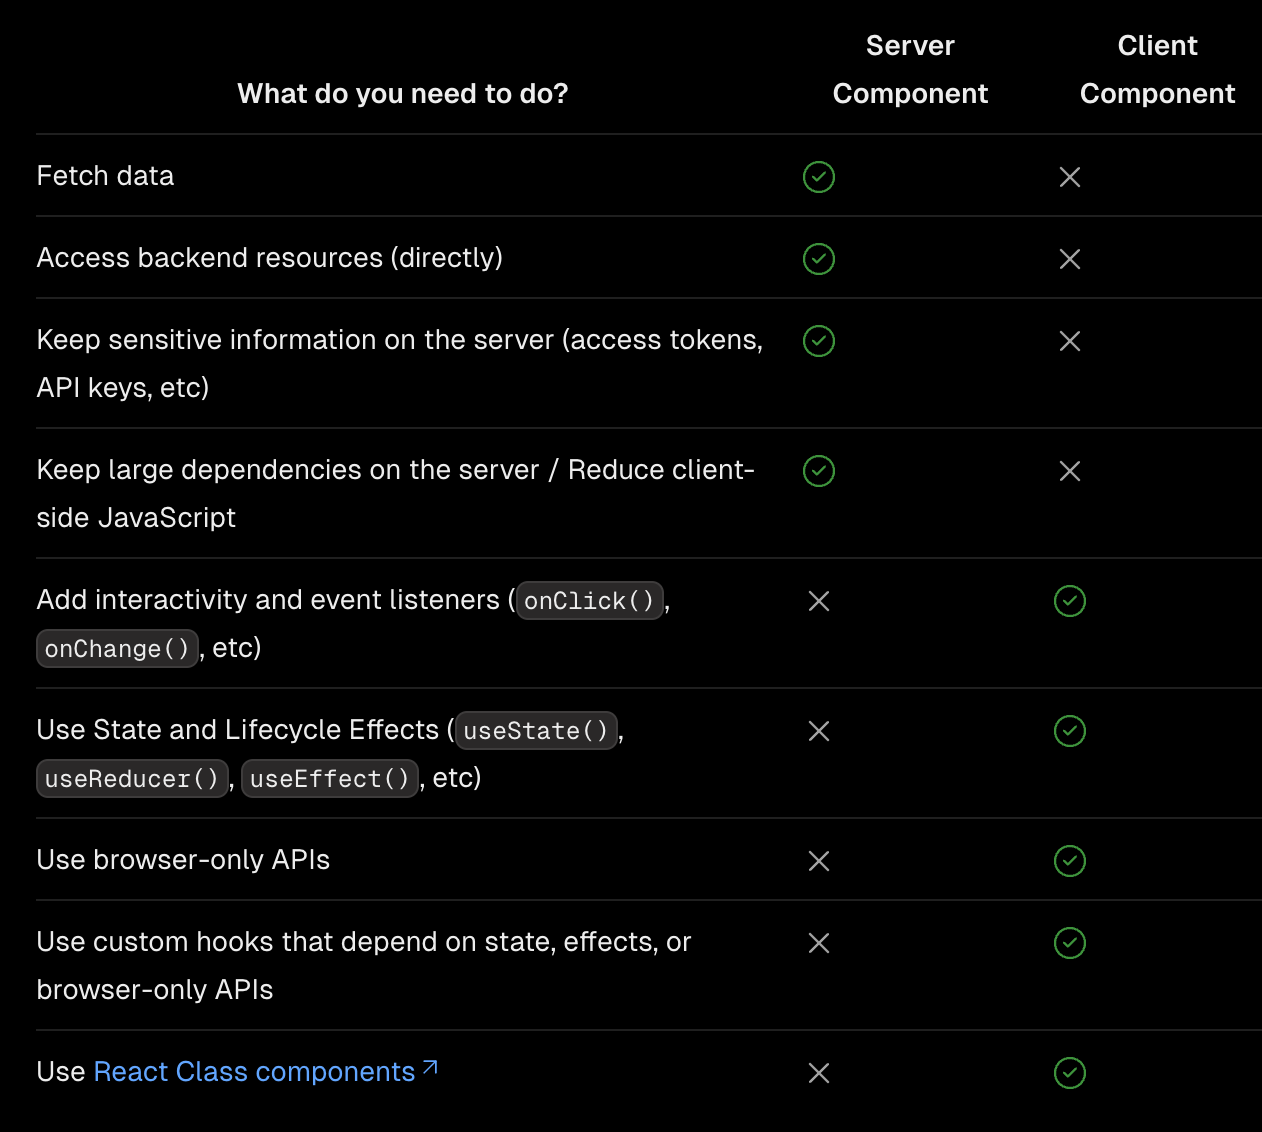 What do you need to do?
Server
Component
Client
Component
Fetch data
Access backend resources (directly)
Keep sensitive information on the server (access tokens,
API keys, etc)
Keep large dependencies on the server / Reduce client-
side JavaScript
Add interactivity and event listeners (onClick(),
onChange(), etc)
Use State and Lifecycle Effects (useState(),
useReducer(), useEffect(), etc)
Use browser-only APIs
Use custom hooks that depend on state, effects, or
browser-only APIs
Use React Class components